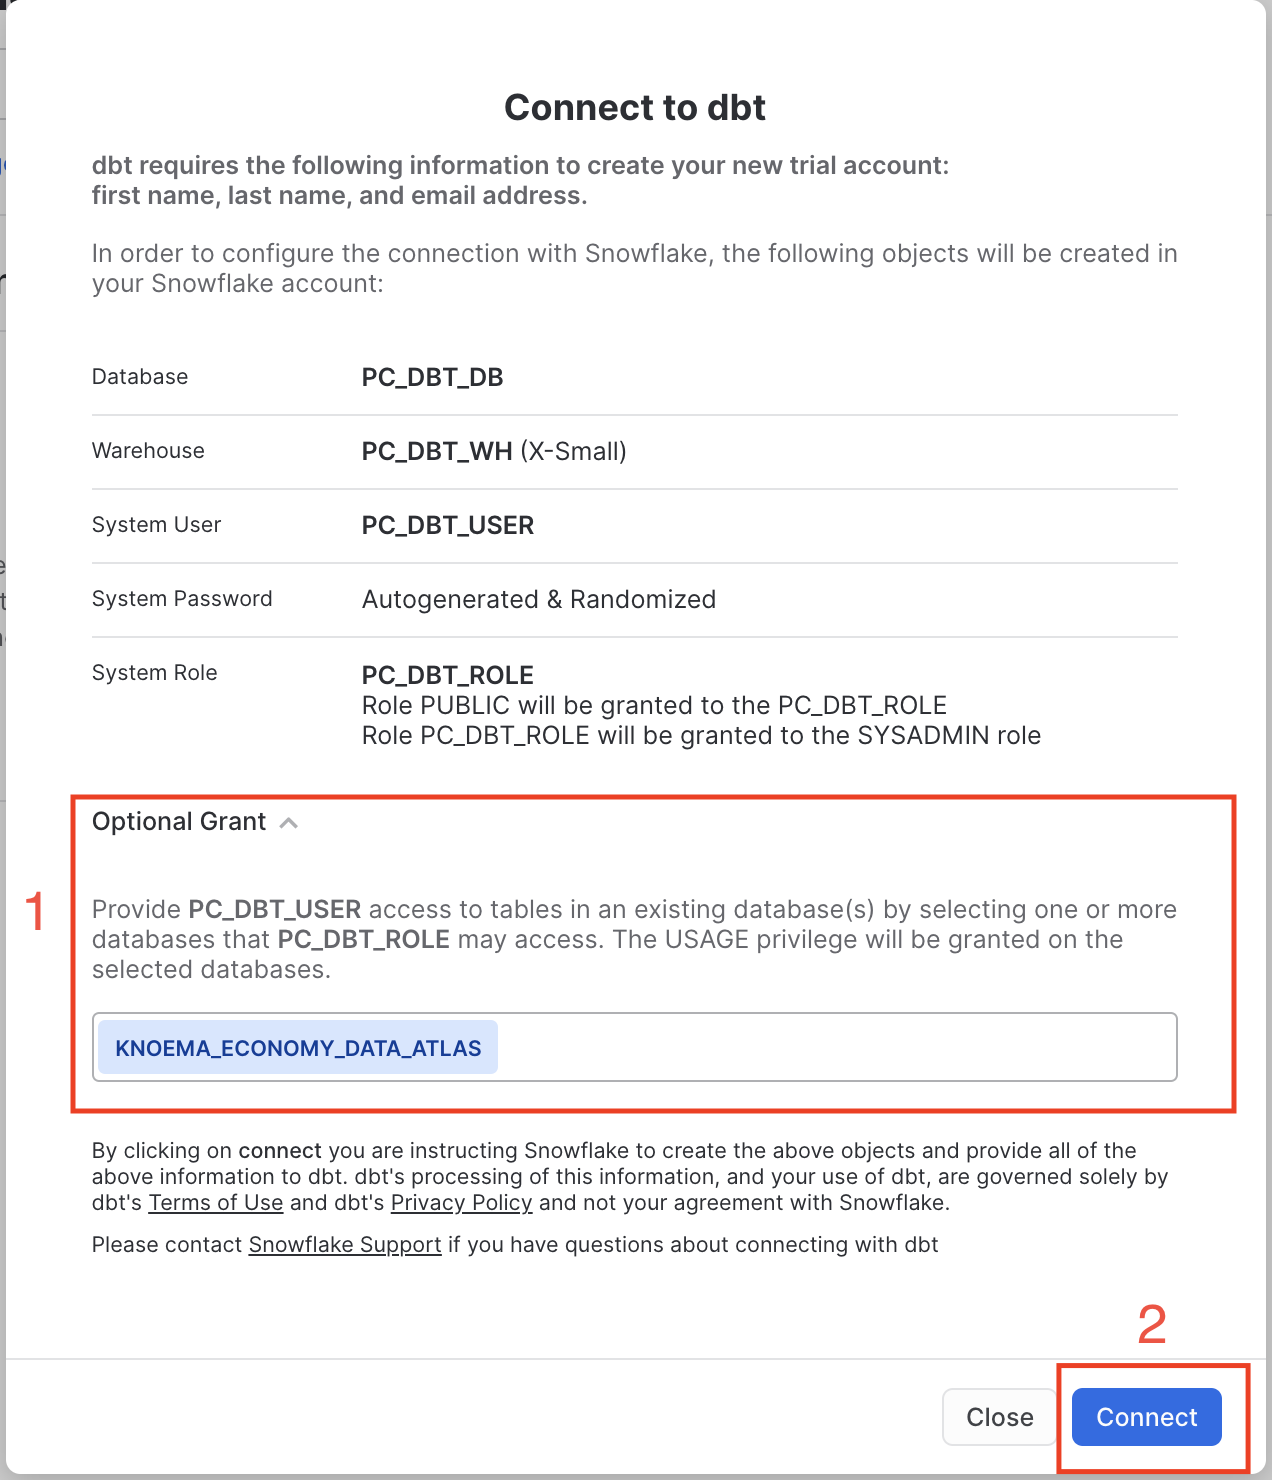 Connect to dbt
dbt requires the following information to create your new trial account:
first name, last name, and email address.
In order to configure the connection with Snowflake, the following objects will be created in
your Snowflake account:
Database PC_DBT_DB
Warehouse PC_DBT_WH (X-Small)
System User PC_DBT_USER
System Password Autogenerated & Randomized
System Role PC_DBT_ROLE
Role PUBLIC will be granted to the PC_DBT_ROLE
Role PC_DBT_ROLE will be granted to the SYSADMIN role
Optional Grant
1
Provide PC_DBT_USER access to tables in an existing database(s) by selecting one or more
databases that PC_DBT_ROLE may access. The USAGE privilege will be granted on the
selected databases.
KNOEMA_ECONOMY_DATA_ATLAS
By clicking on connect you are instructing Snowflake to create the above objects and provide all of the
above information to dbt. dbt's processing of this information, and your use of dbt, are governed solely by
dbt's Terms of Use and dbt's Privacy Policy and not your agreement with Snowflake.
Please contact Snowflake Support if you have questions about connecting with dbt
2
Close Connect